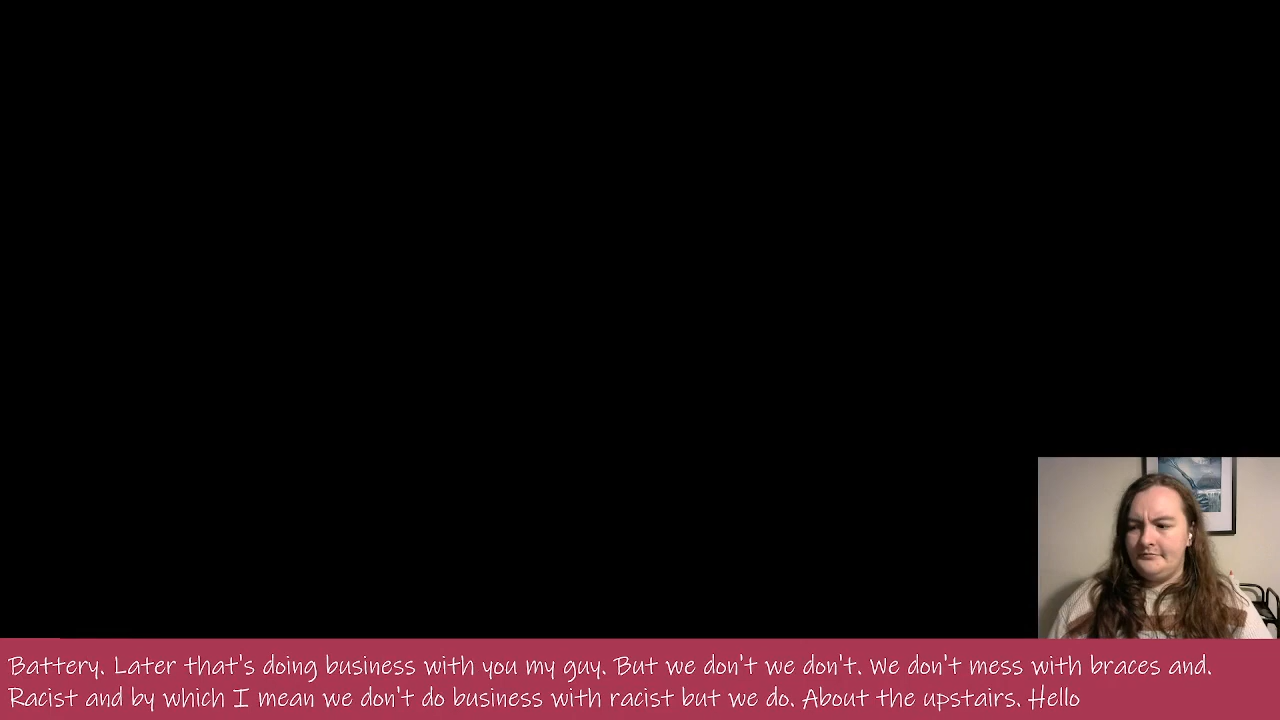 Battery. Later that's doing business with you my guy. But we don't we don't. We don't mess with braces and.
Racist and by which I mean we don't do business with racist but we do. About the upstairs. Hello